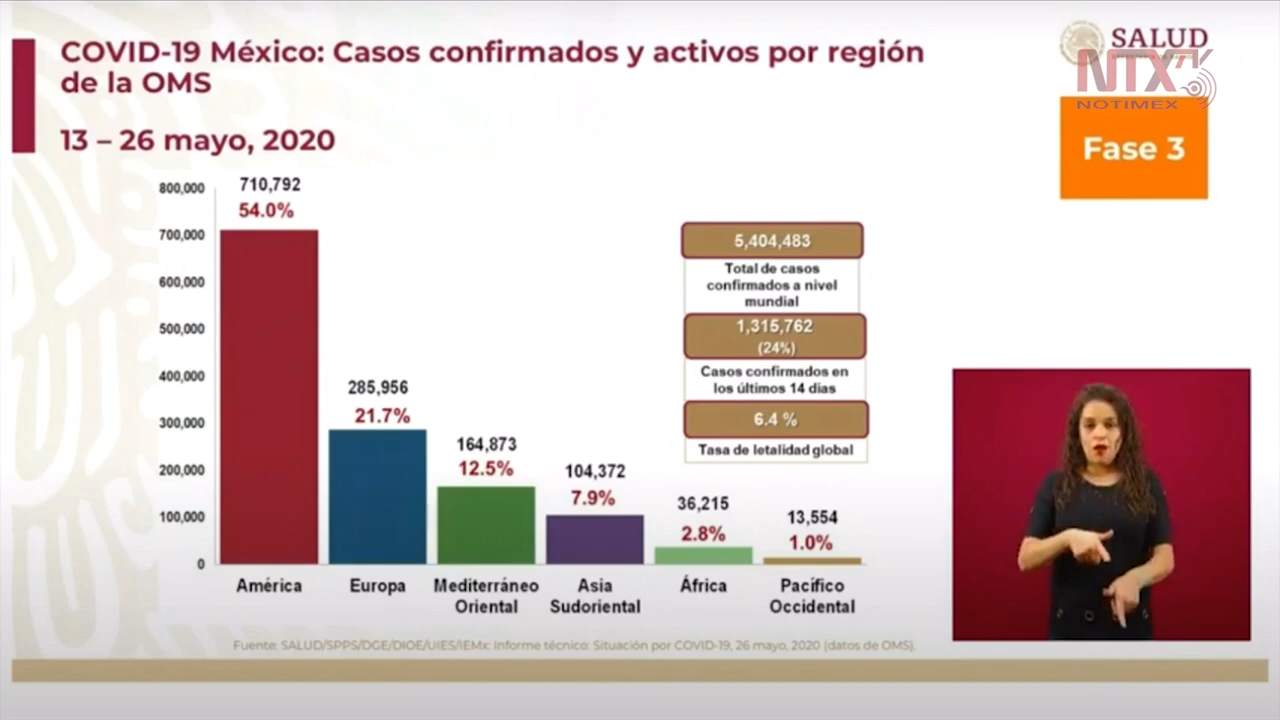 COVID-19 México: Casos confirmados y activos por región
de la OMS
13 – 26 mayo, 2020
SALUD
NTX
NOTIMEX
Fase 3
800,000
700,000
600,000
500,000
400,000
300,000
200,000
100,000
0
710,792
54.0%
285,956
21.7%
164,873
12.5%
104,372
7.9%
36,215
2.8%
13,554
1.0%
América
Europa
Mediterráneo
Oriental
Asia
Sudoriental
África
Pacífico
Occidental
5,404,483
Total de casos
confirmados a nivel
mundial
1,315,762
(24%)
Casos confirmados en
los últimos 14 días
6.4 %
Tasa de letalidad global
Fuente: SALUD/SPPS/DGE/DIOE/UIES/IEMx: Informe técnico: Situación por COVID-19, 26 mayo, 2020 (datos de OMS).